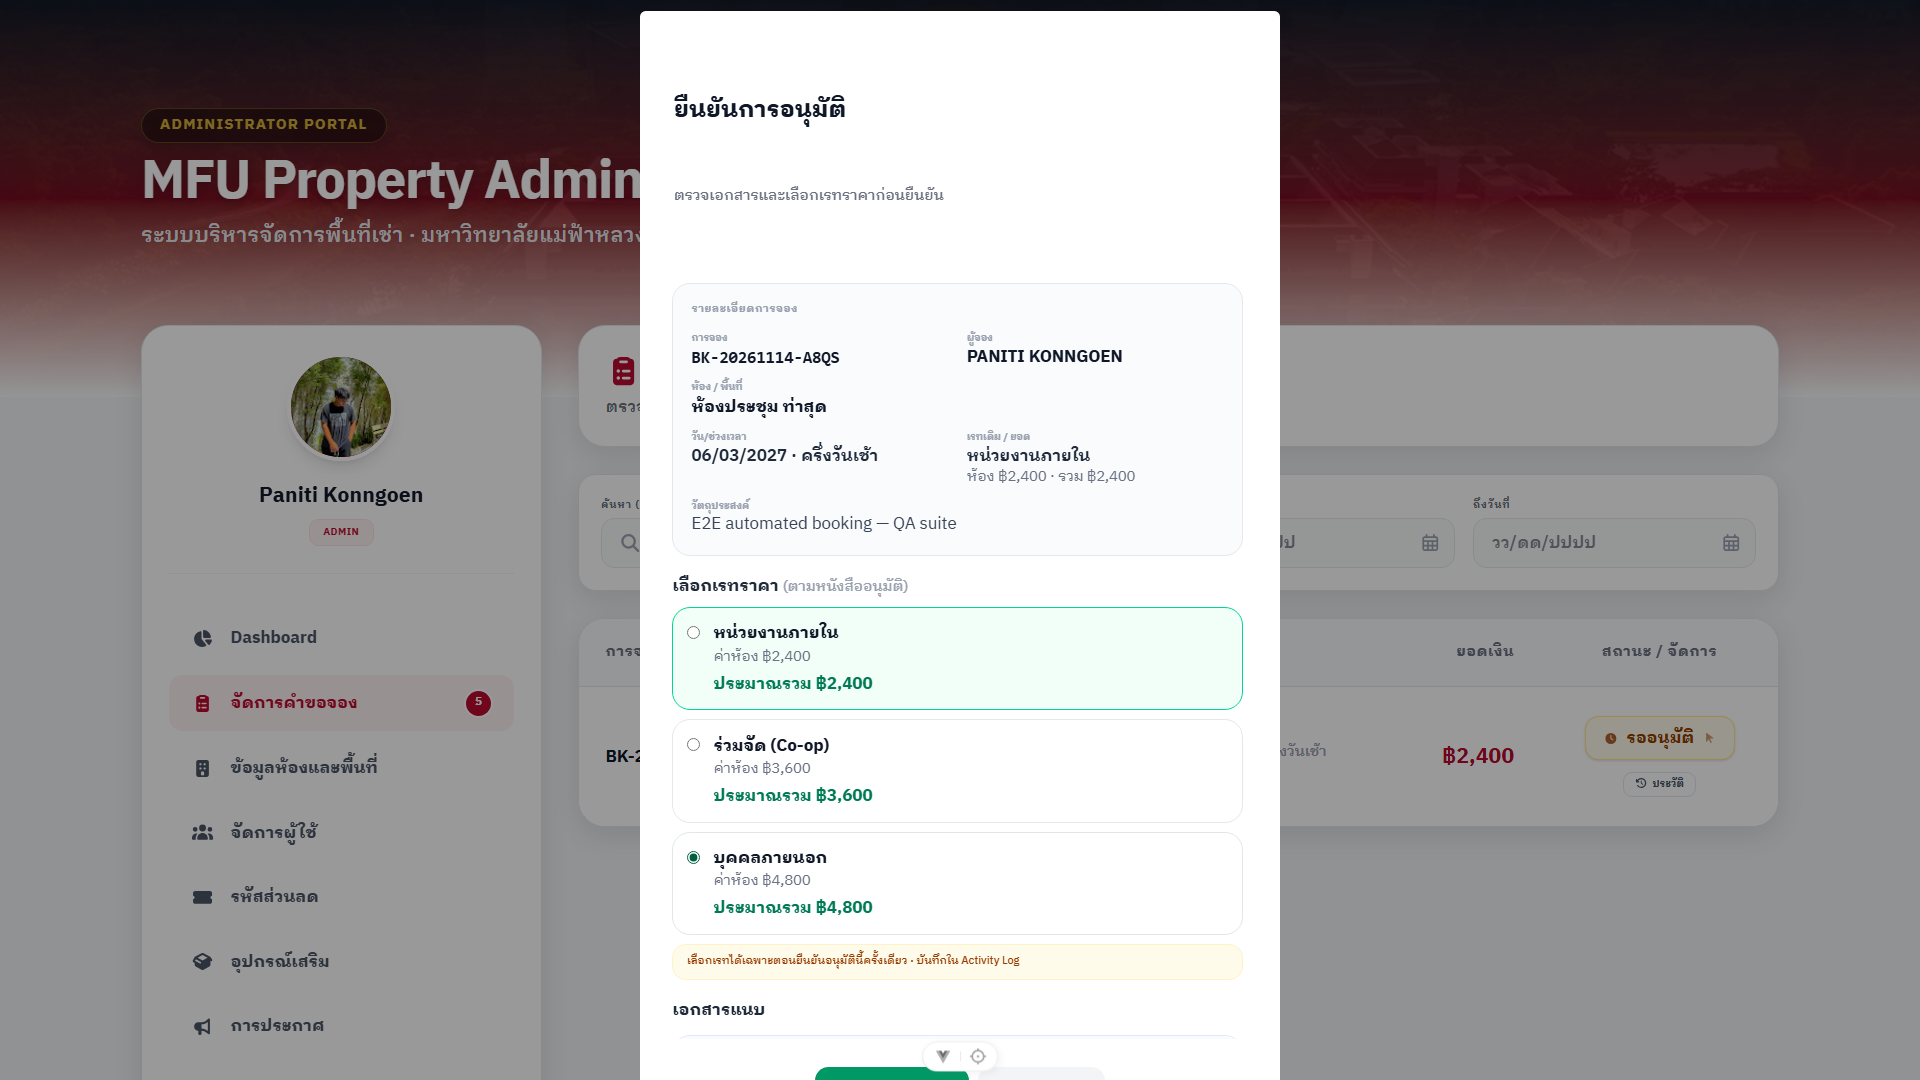 ADMINISTRATOR PORTAL
MFU Property Admin
ระบบบริหารจัดการพื้นที่เช่า · มหาวิทยาลัยแม่ฟ้าหลวง
Paniti Konngoen
ADMIN
Dashboard
จัดการคำขอจอง
5
ข้อมูลห้องและพื้นที่
จัดการผู้ใช้
รหัสส่วนลด
อุปกรณ์เสริม
การประกาศ
ยืนยันการอนุมัติ
ตรวจเอกสารและเลือกเรทราคาก่อนยืนยัน
รายละเอียดการจอง
การจอง
BK-20261114-A8QS
ผู้จอง
PANITI KONNGOEN
ห้อง / พื้นที่
ห้องประชุม ท่าสุด
วัน/ช่วงเวลา
06/03/2027 · ครึ่งวันเช้า
เรทเดิม / ยอด
หน่วยงานภายใน
ห้อง ฿2,400 · รวม ฿2,400
วัตถุประสงค์
E2E automated booking — QA suite
เลือกเรทราคา (ตามหนังสืออนุมัติ)
หน่วยงานภายใน
ค่าห้อง ฿2,400
ประมาณรวม ฿2,400
ร่วมจัด (Co-op)
ค่าห้อง ฿3,600
ประมาณรวม ฿3,600
บุคคลภายนอก
ค่าห้อง ฿4,800
ประมาณรวม ฿4,800
เลือกเรทได้เฉพาะตอนยืนยันอนุมัตินี้ครั้งเดียว · บันทึกใน Activity Log
เอกสารแนบ
ตรวจ
ค้นหา (
ถึงวันที่
วว/ดด/ปปปป
การจ
ยอดเงิน
สถานะ / จัดการ
BK-2
งวันเช้า
฿2,400
รออนุมัติ
ประวัติ